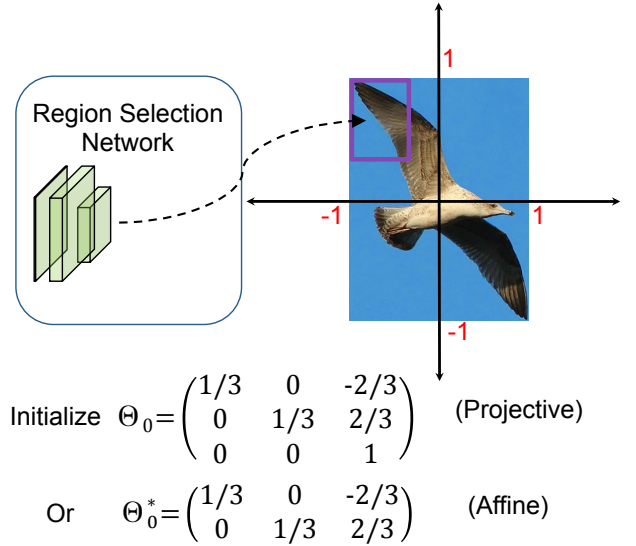 Region Selection
Network
1
-1
1
-1
Initialize Θ₀= (1/3 0 -2/3
0 1/3 2/3
0 0 1) (Projective)
Or Θ₀*= (1/3 0 -2/3
0 1/3 2/3) (Affine)